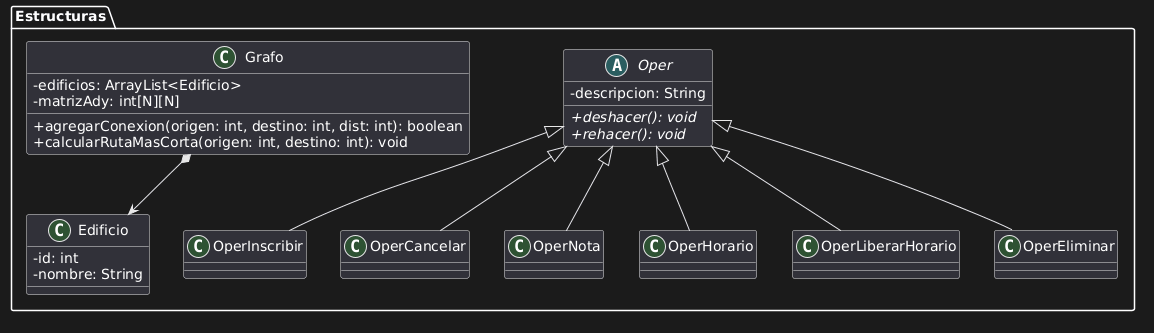 Estructuras
C Grafo
-edificios: ArrayList<Edificio>
-matrizAdy: int[N][N]
+agregarConexion(origen: int, destino: int, dist: int): boolean
+calcularRutaMasCorta(origen: int, destino: int): void
A Oper
-descripcion: String
+deshacer(): void
+rehacer(): void
C Edificio
-id: int
-nombre: String
C OperInscribir
C OperCancelar
C OperNota
C OperHorario
C OperLiberarHorario
C OperEliminar